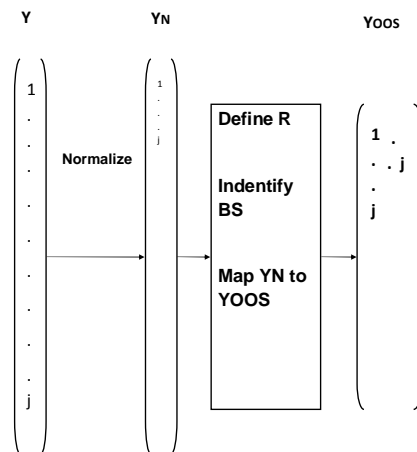 Y
YN
YOOS
1
.
.
.
.
.
.
.
.
j
Normalize
1
.
.
.
j
Define R
Indentify
BS
Map YN to
YOOS
1 .
. . j
.
j